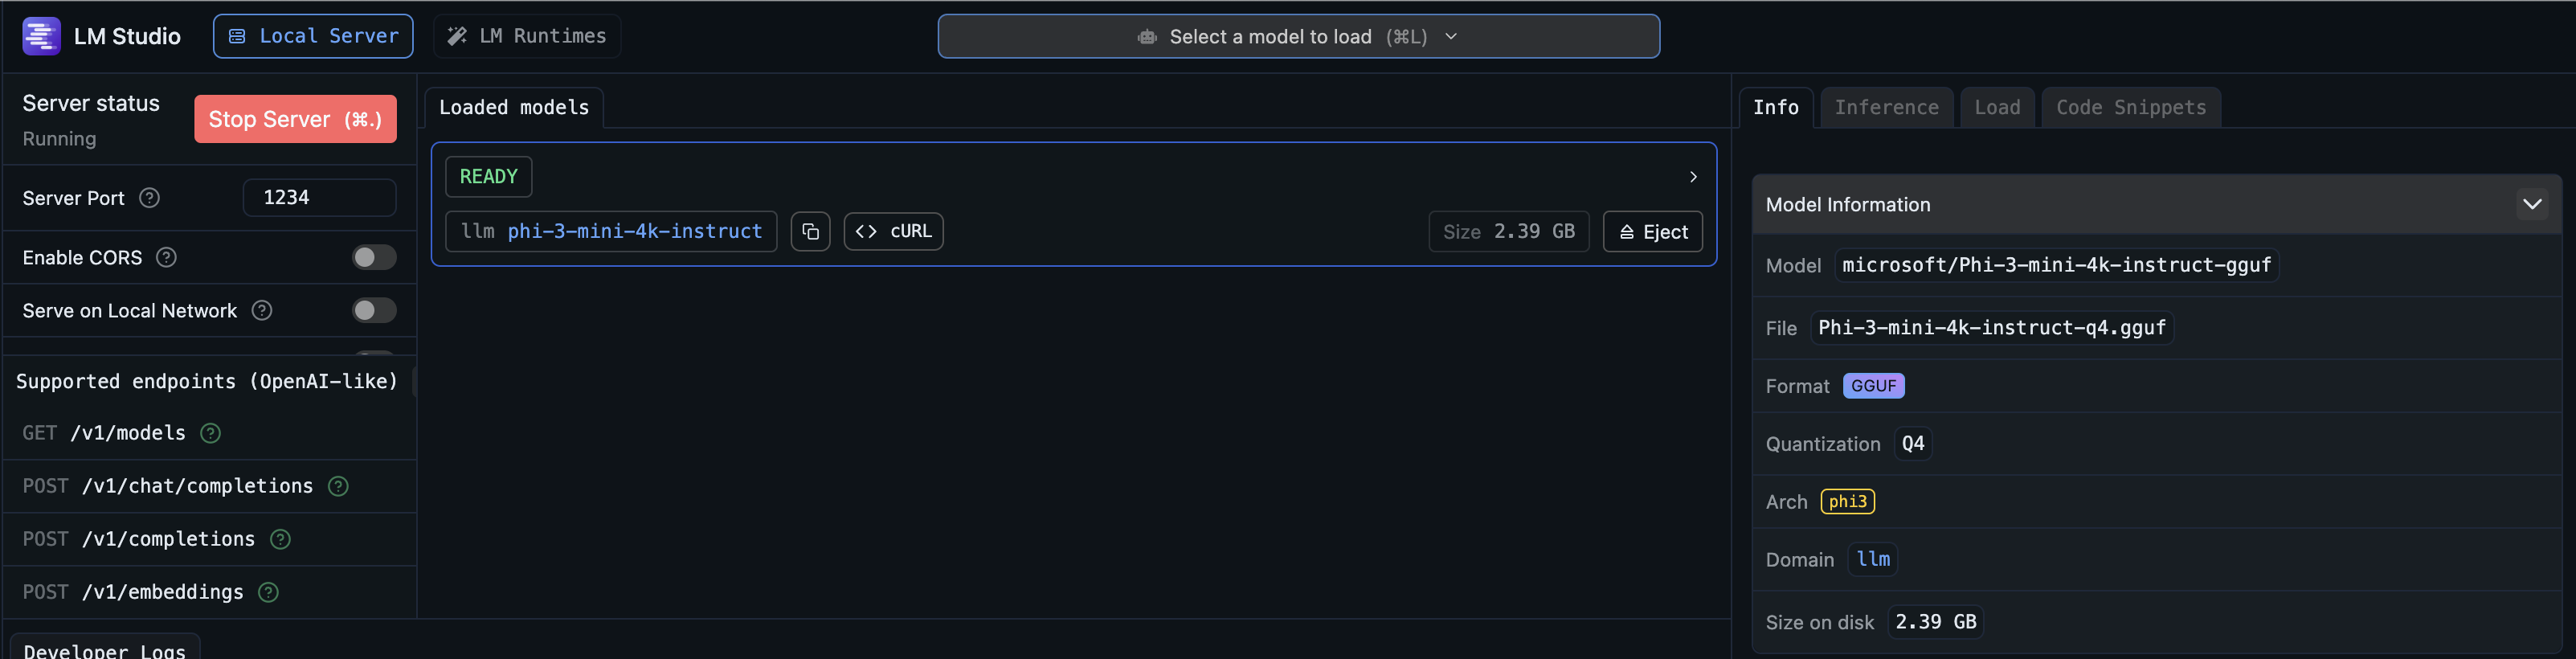 LM Studio
Local Server
LM Runtimes
Select a model to load (⌘L)
Server status
Running
Stop Server (⌘.)
Server Port
1234
Enable CORS
Serve on Local Network
Supported endpoints (OpenAI-like)
GET /v1/models
POST /v1/chat/completions
POST /v1/completions
POST /v1/embeddings
Developer Logs
Loaded models
READY
llm phi-3-mini-4k-instruct
<> cURL
Size 2.39 GB
Eject
Info
Inference
Load
Code Snippets
Model Information
Model microsoft/Phi-3-mini-4k-instruct-gguf
File Phi-3-mini-4k-instruct-q4.gguf
Format GGUF
Quantization Q4
Arch phi3
Domain llm
Size on disk 2.39 GB